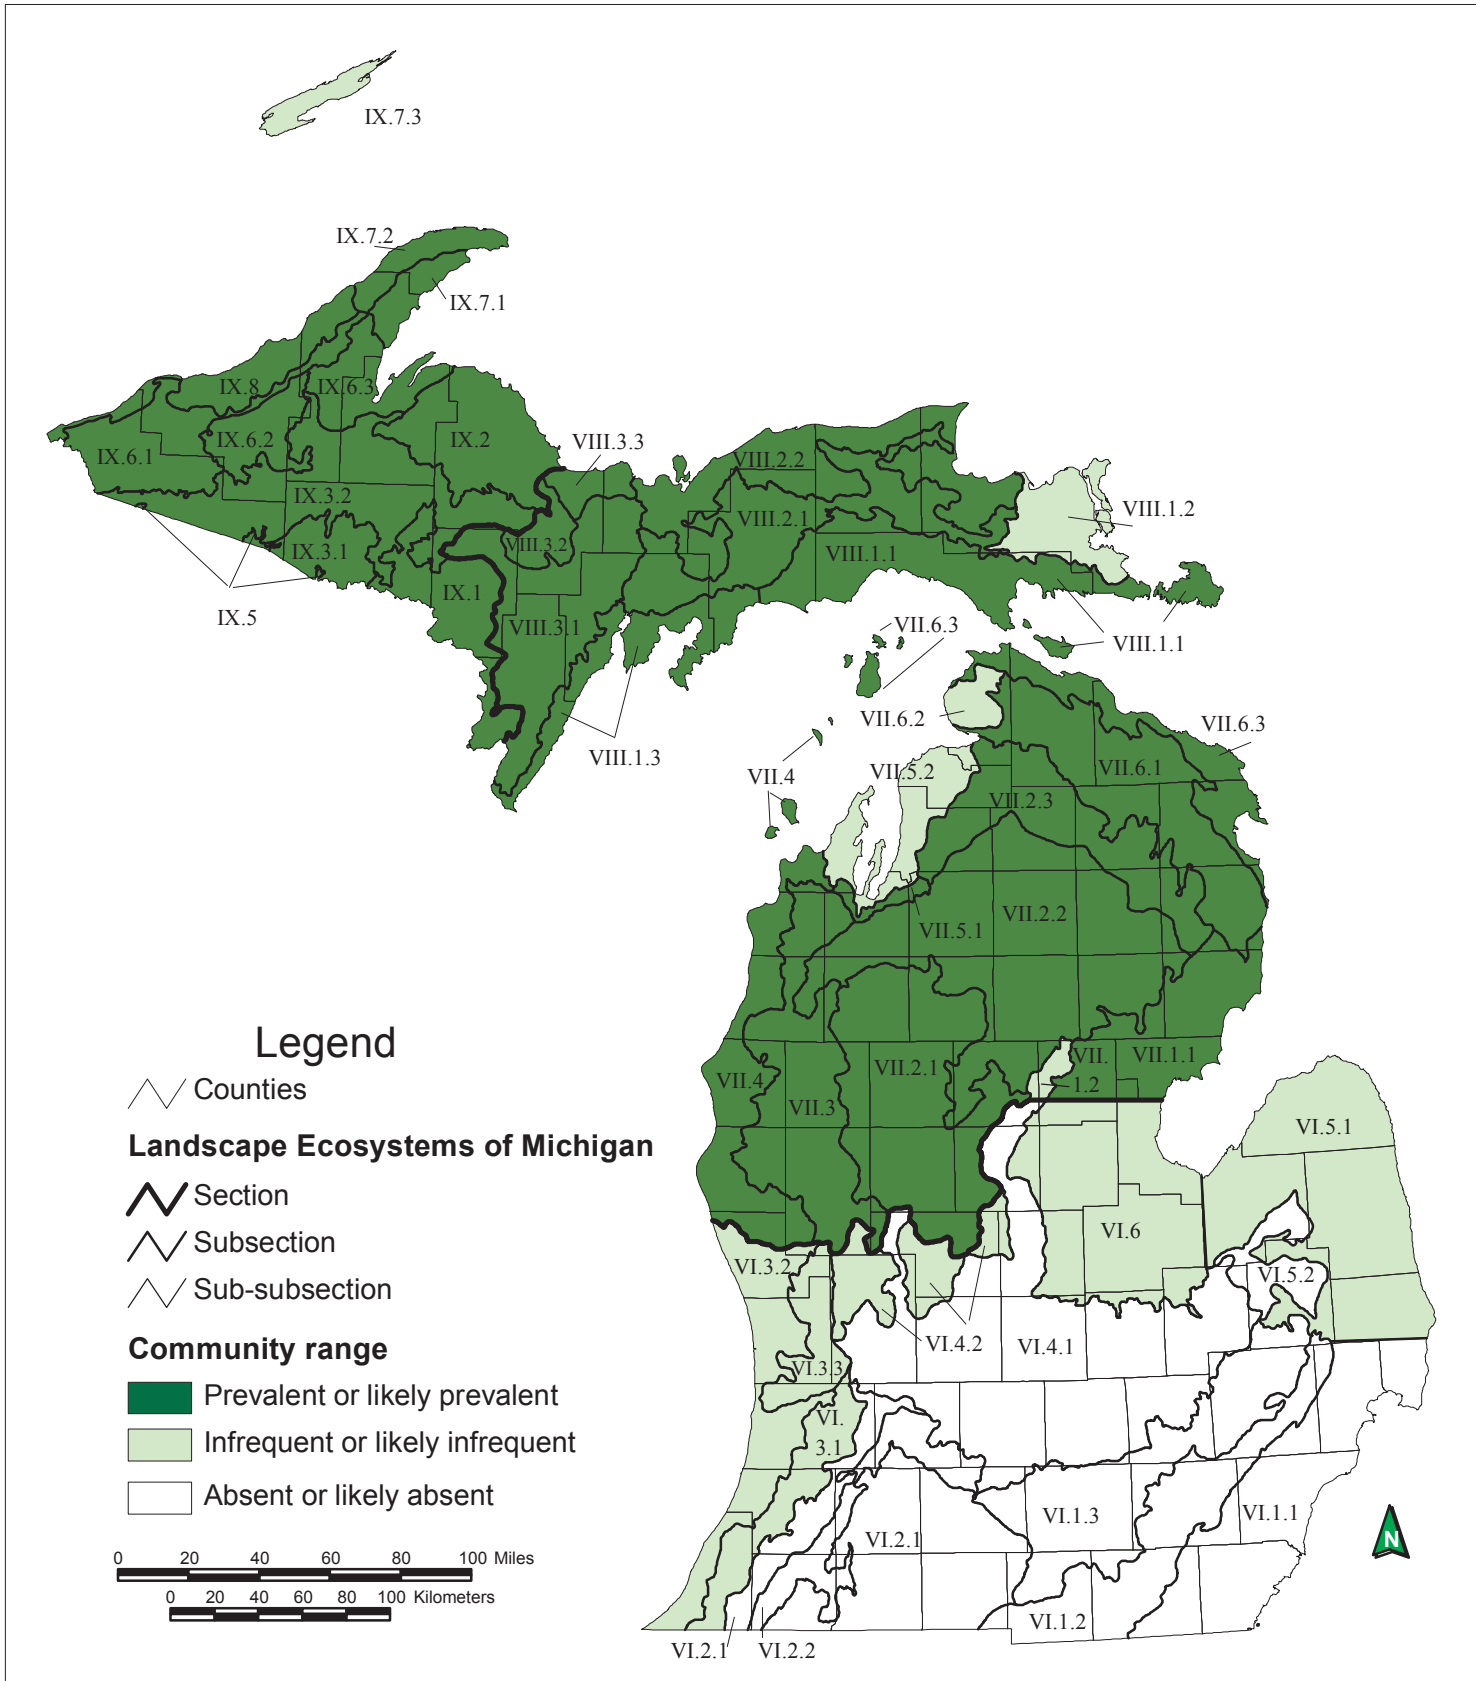 IX.7.3
IX.7.2
IX.7.1
IX.8
IX.6.3
IX.6.2
IX.2
IX.6.1
VIII.3.3
VIII.2.2
IX.3.2
VIII.2.1
VIII.1.2
IX.3.1
VIII.3.2
VIII.1.1
IX.1
IX.5
VIII.3.1
VII.6.3
VIII.1.1
VII.6.2
VII.6.3
VIII.1.3
VII.5.2
VII.6.1
VII.4
VII.2.3
VII.2.2
VII.5.1
VII.
1.2
VII.1.1
VII.2.1
VII.4
VII.3
VI.5.1
VI.6
VI.3.2
VI.5.2
VI.4.2
VI.4.1
VI.3.3
VI.
3.1
VI.1.3
VI.1.1
VI.2.1
VI.1.2
VI.2.1
VI.2.2
Legend
Counties
Landscape Ecosystems of Michigan
Section
Subsection
Sub-subsection
Community range
Prevalent or likely prevalent
Infrequent or likely infrequent
Absent or likely absent
0 20 40 60 80 100 Miles
0 20 40 60 80 100 Kilometers
N